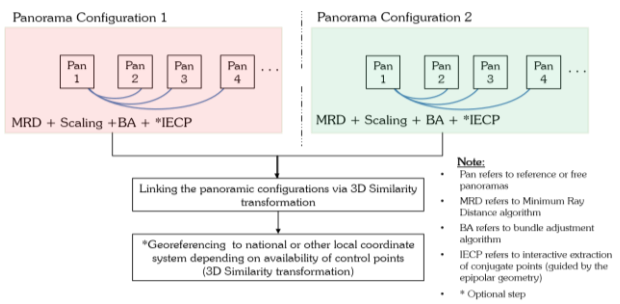 Panorama Configuration 1
Pan 1
Pan 2
Pan 3
Pan 4
. . .
MRD + Scaling +BA + *IECP
Panorama Configuration 2
Pan 1
Pan 2
Pan 3
Pan 4
. . .
MRD + Scaling + BA + *IECP
Linking the panoramic configurations via 3D Similarity
transformation
*Georeferencing to national or other local coordinate
system depending on availability of control points
(3D Similarity transformation)
Note:
• Pan refers to reference or free
panoramas
• MRD refers to Minimum Ray
Distance algorithm
• BA refers to bundle adjustment
algorithm
• IECP refers to interactive extraction
of conjugate points (guided by the
epipolar geometry)
• * Optional step